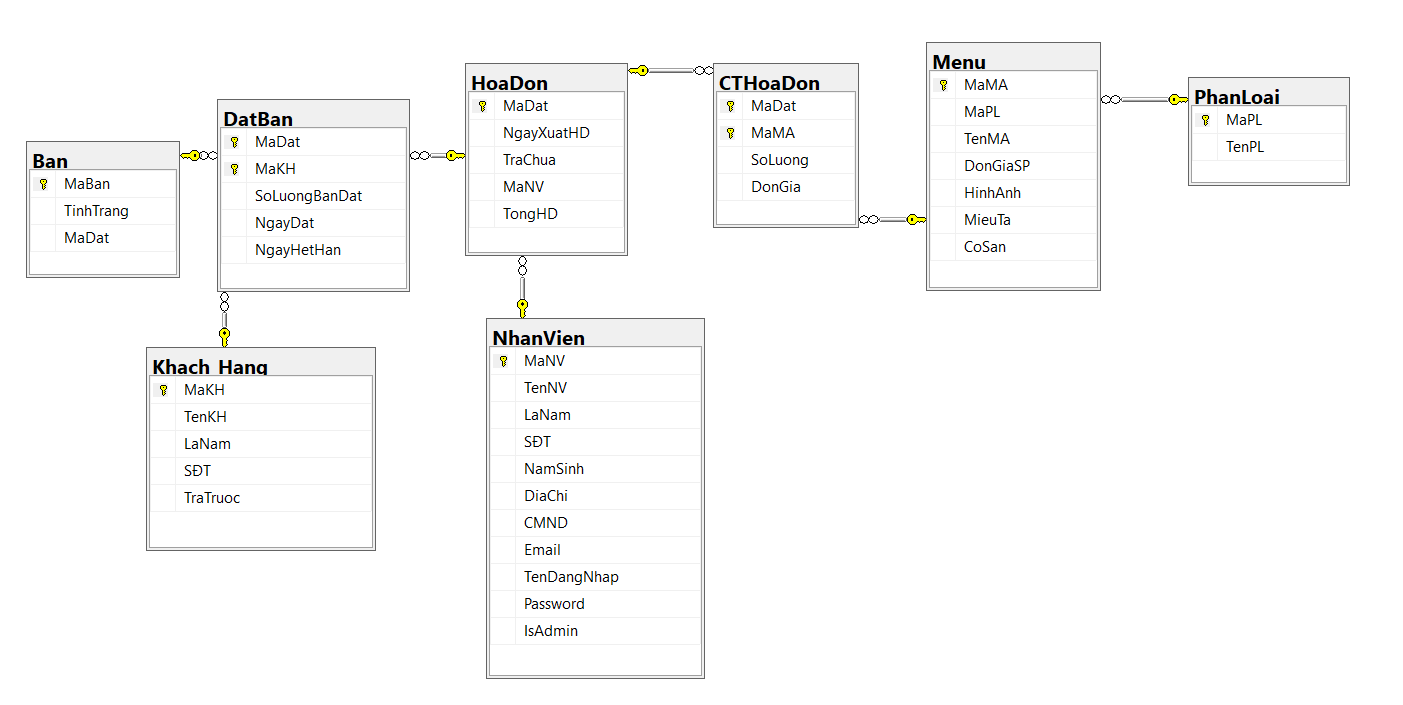 Ban
MaBan
TinhTrang
MaDat
DatBan
MaDat
MaKH
SoLuongBanDat
NgayDat
NgayHetHan
Khach_Hang
MaKH
TenKH
LaNam
SĐT
TraTruoc
HoaDon
MaDat
NgayXuatHD
TraChua
MaNV
TongHD
NhanVien
MaNV
TenNV
LaNam
SĐT
NamSinh
DiaChi
CMND
Email
TenDangNhap
Password
IsAdmin
CTHoaDon
MaDat
MaMA
SoLuong
DonGia
Menu
MaMA
MaPL
TenMA
DonGiaSP
HinhAnh
MieuTa
CoSan
PhanLoai
MaPL
TenPL